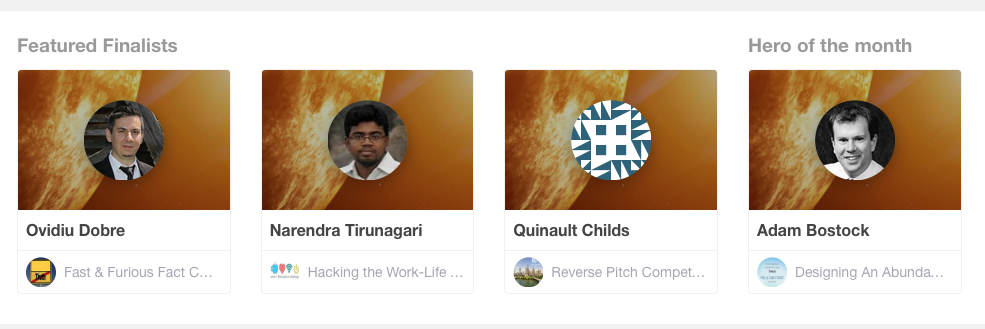 Featured Finalists
Hero of the month
Ovidiu Dobre
Narendra Tirunagari
Quinault Childs
Adam Bostock
Fast & Furious Fact C...
Hacking the Work-Life ...
Reverse Pitch Compet...
Designing An Abunda...